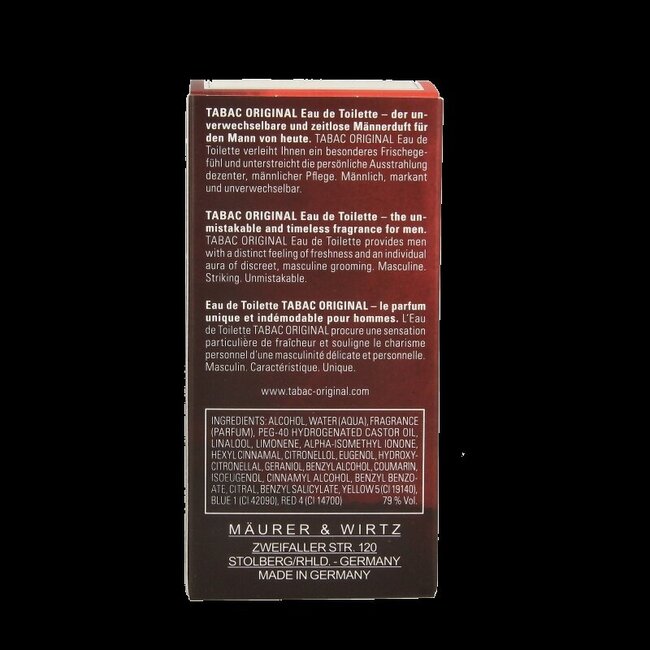 TABAC ORIGINAL Eau de Toilette – der un-
verwechselbare und zeitlose Männerduft für
den Mann von heute. TABAC ORIGINAL Eau de
Toilette verleiht Ihnen ein besonderes Frischege-
fühl und unterstreicht die persönliche Ausstrahlung
dezenter, männlicher Pflege. Männlich, markant
und unverwechselbar.
TABAC ORIGINAL Eau de Toilette – the un-
mistakable and timeless fragrance for men.
TABAC ORIGINAL Eau de Toilette provides men
with a distinct feeling of freshness and an individual
aura of discreet, masculine grooming. Masculine.
Striking. Unmistakable.
Eau de Toilette TABAC ORIGINAL – le parfum
unique et indémodable pour hommes. L'Eau
de Toilette TABAC ORIGINAL procure une sensation
particulière de fraîcheur et souligne le charisme
personnel d'une masculinité délicate et personnelle.
Masculin. Caractéristique. Unique.
www.tabac-original.com
INGREDIENTS: ALCOHOL, WATER (AQUA), FRAGRANCE
(PARFUM), PEG-40 HYDROGENATED CASTOR OIL,
LINALOOL, LIMONENE, ALPHA-ISOMETHYL IONONE,
HEXYL CINNAMAL, CITRONELLOL, EUGENOL, HYDROXY-
CITRONELLAL, GERANIOL, BENZYL ALCOHOL, COUMARIN,
ISOEUGENOL, CINNAMYL ALCOHOL, BENZYL BENZO-
ATE, CITRAL, BENZYL SALICYLATE, YELLOW 5 (CI 19140),
BLUE 1 (CI 42090), RED 4 (CI 14700) 79 % Vol.
MÄURER & WIRTZ
ZWEIFALLER STR. 120
STOLBERG/RHLD. - GERMANY
MADE IN GERMANY